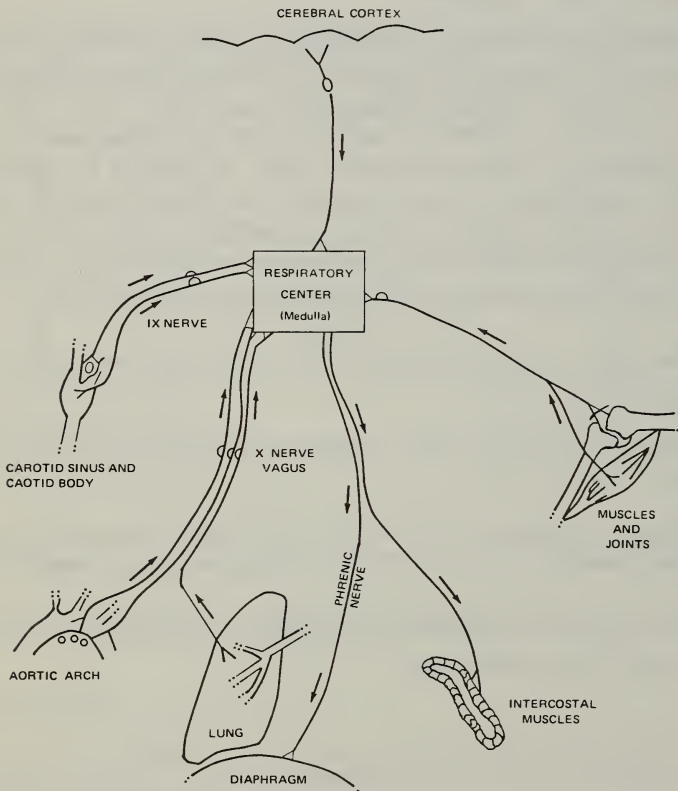 CEREBRAL CORTEX
RESPIRATORY
CENTER
(Medulla)
IX NERVE
CAROTID SINUS AND
CAOTID BODY
X NERVE
VAGUS
MUSCLES
AND
JOINTS
PHRENIC
NERVE
AORTIC ARCH
LUNG
INTERCOSTAL
MUSCLES
DIAPHRAGM